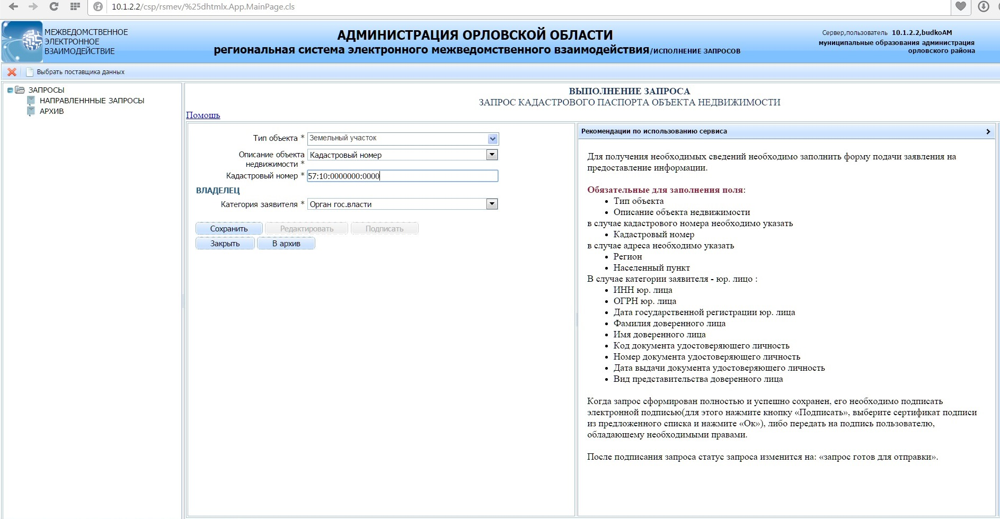 10.1.2.2/csp/rsmev/%25dhtmlx.App.MainPage.cls
МЕЖВЕДОМСТВЕННОЕ
ЭЛЕКТРОННОЕ
ВЗАИМОДЕЙСТВИЕ
АДМИНИСТРАЦИЯ ОРЛОВСКОЙ ОБЛАСТИ
региональная система электронного межведомственного взаимодействия/ИСПОЛНЕНИЕ ЗАПРОСОВ
Сервер,пользователь 10.1.2.2,budkoAM
муниципальные образования администрация
орловского района
Выбрать поставщика данных
ЗАПРОСЫ
НАПРАВЛЕНННЫЕ ЗАПРОСЫ
АРХИВ
ВЫПОЛНЕНИЕ ЗАПРОСА
ЗАПРОС КАДАСТРОВОГО ПАСПОРТА ОБЪЕКТА НЕДВИЖИМОСТИ
Помощь
Тип объекта * Земельный участок
Описание объекта
недвижимости * Кадастровый номер
Кадастровый номер * 57:10:0000000:0000
ВЛАДЕЛЕЦ
Категория заявителя * Орган гос.власти
Сохранить Редактировать Подписать
Закрыть В архив
Рекомендации по использованию сервиса
Для получения необходимых сведений необходимо заполнить форму подачи заявления на
предоставление информации.
Обязательные для заполнения поля:
• Тип объекта
• Описание объекта недвижимости
в случае кадастрового номера необходимо указать
• Кадастровый номер
в случае адреса необходимо указать
• Регион
• Населенный пункт
В случае категории заявителя - юр. лицо :
• ИНН юр. лица
• ОГРН юр. лица
• Дата государственной регистрации юр. лица
• Фамилия доверенного лица
• Имя доверенного лица
• Код документа удостоверяющего личность
• Номер документа удостоверяющего личность
• Дата выдачи документа удостоверяющего личность
• Вид представительства доверенного лица
Когда запрос сформирован полностью и успешно сохранен, его необходимо подписать
электронной подписью(для этого нажмите кнопку «Подписать», выберите сертификат подписи
из предложенного списка и нажмите «Ок»), либо передать на подпись пользователю,
обладающему необходимыми правами.
После подписания запроса статус запроса изменится на: «запрос готов для отправки».